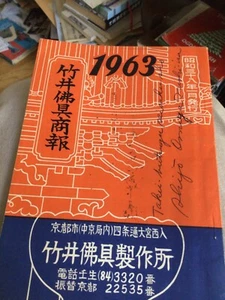 1963
昭和三十八年一月発行
竹井佛具商報
京都市(中京局内)四条通大宮西入
竹井佛具製作所
電話壬生(84)3320番
振替京都 22535番